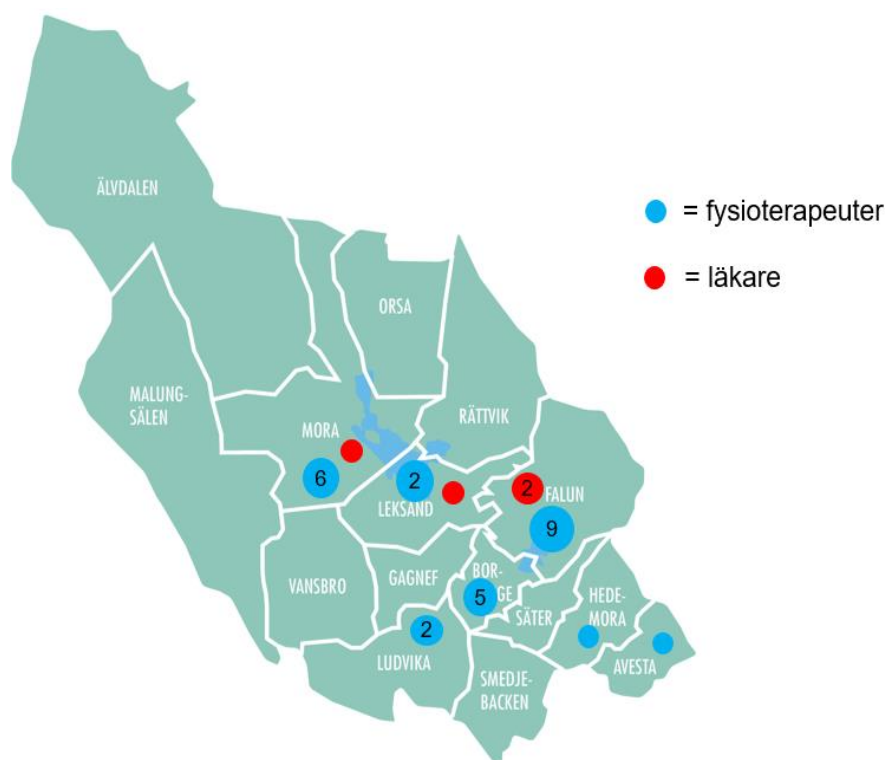 ÄLVDALEN
= fysioterapeuter
= läkare
ORSA
MALUNG-
SÄLEN
RÄTTVIK
MORA
6
2
LEKSAND
2
FALUN
9
VANSBRO
GAGNEF
BOR-
GE
5
SÄTER
HEDE-
MORA
2
LUDVIKA
AVESTA
SMEDJE-
BACKEN